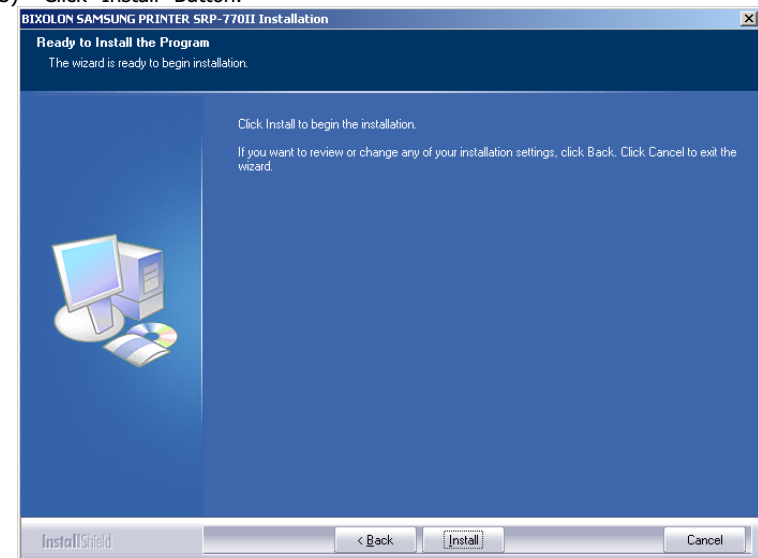 Click "Install" Button.
BIXOLON SAMSUNG PRINTER SRP-770II Installation
Ready to Install the Program
The wizard is ready to begin installation.
Click Install to begin the installation.
If you want to review or change any of your installation settings, click Back. Click Cancel to exit the
wizard.
InstallShield
< Back
Install
Cancel